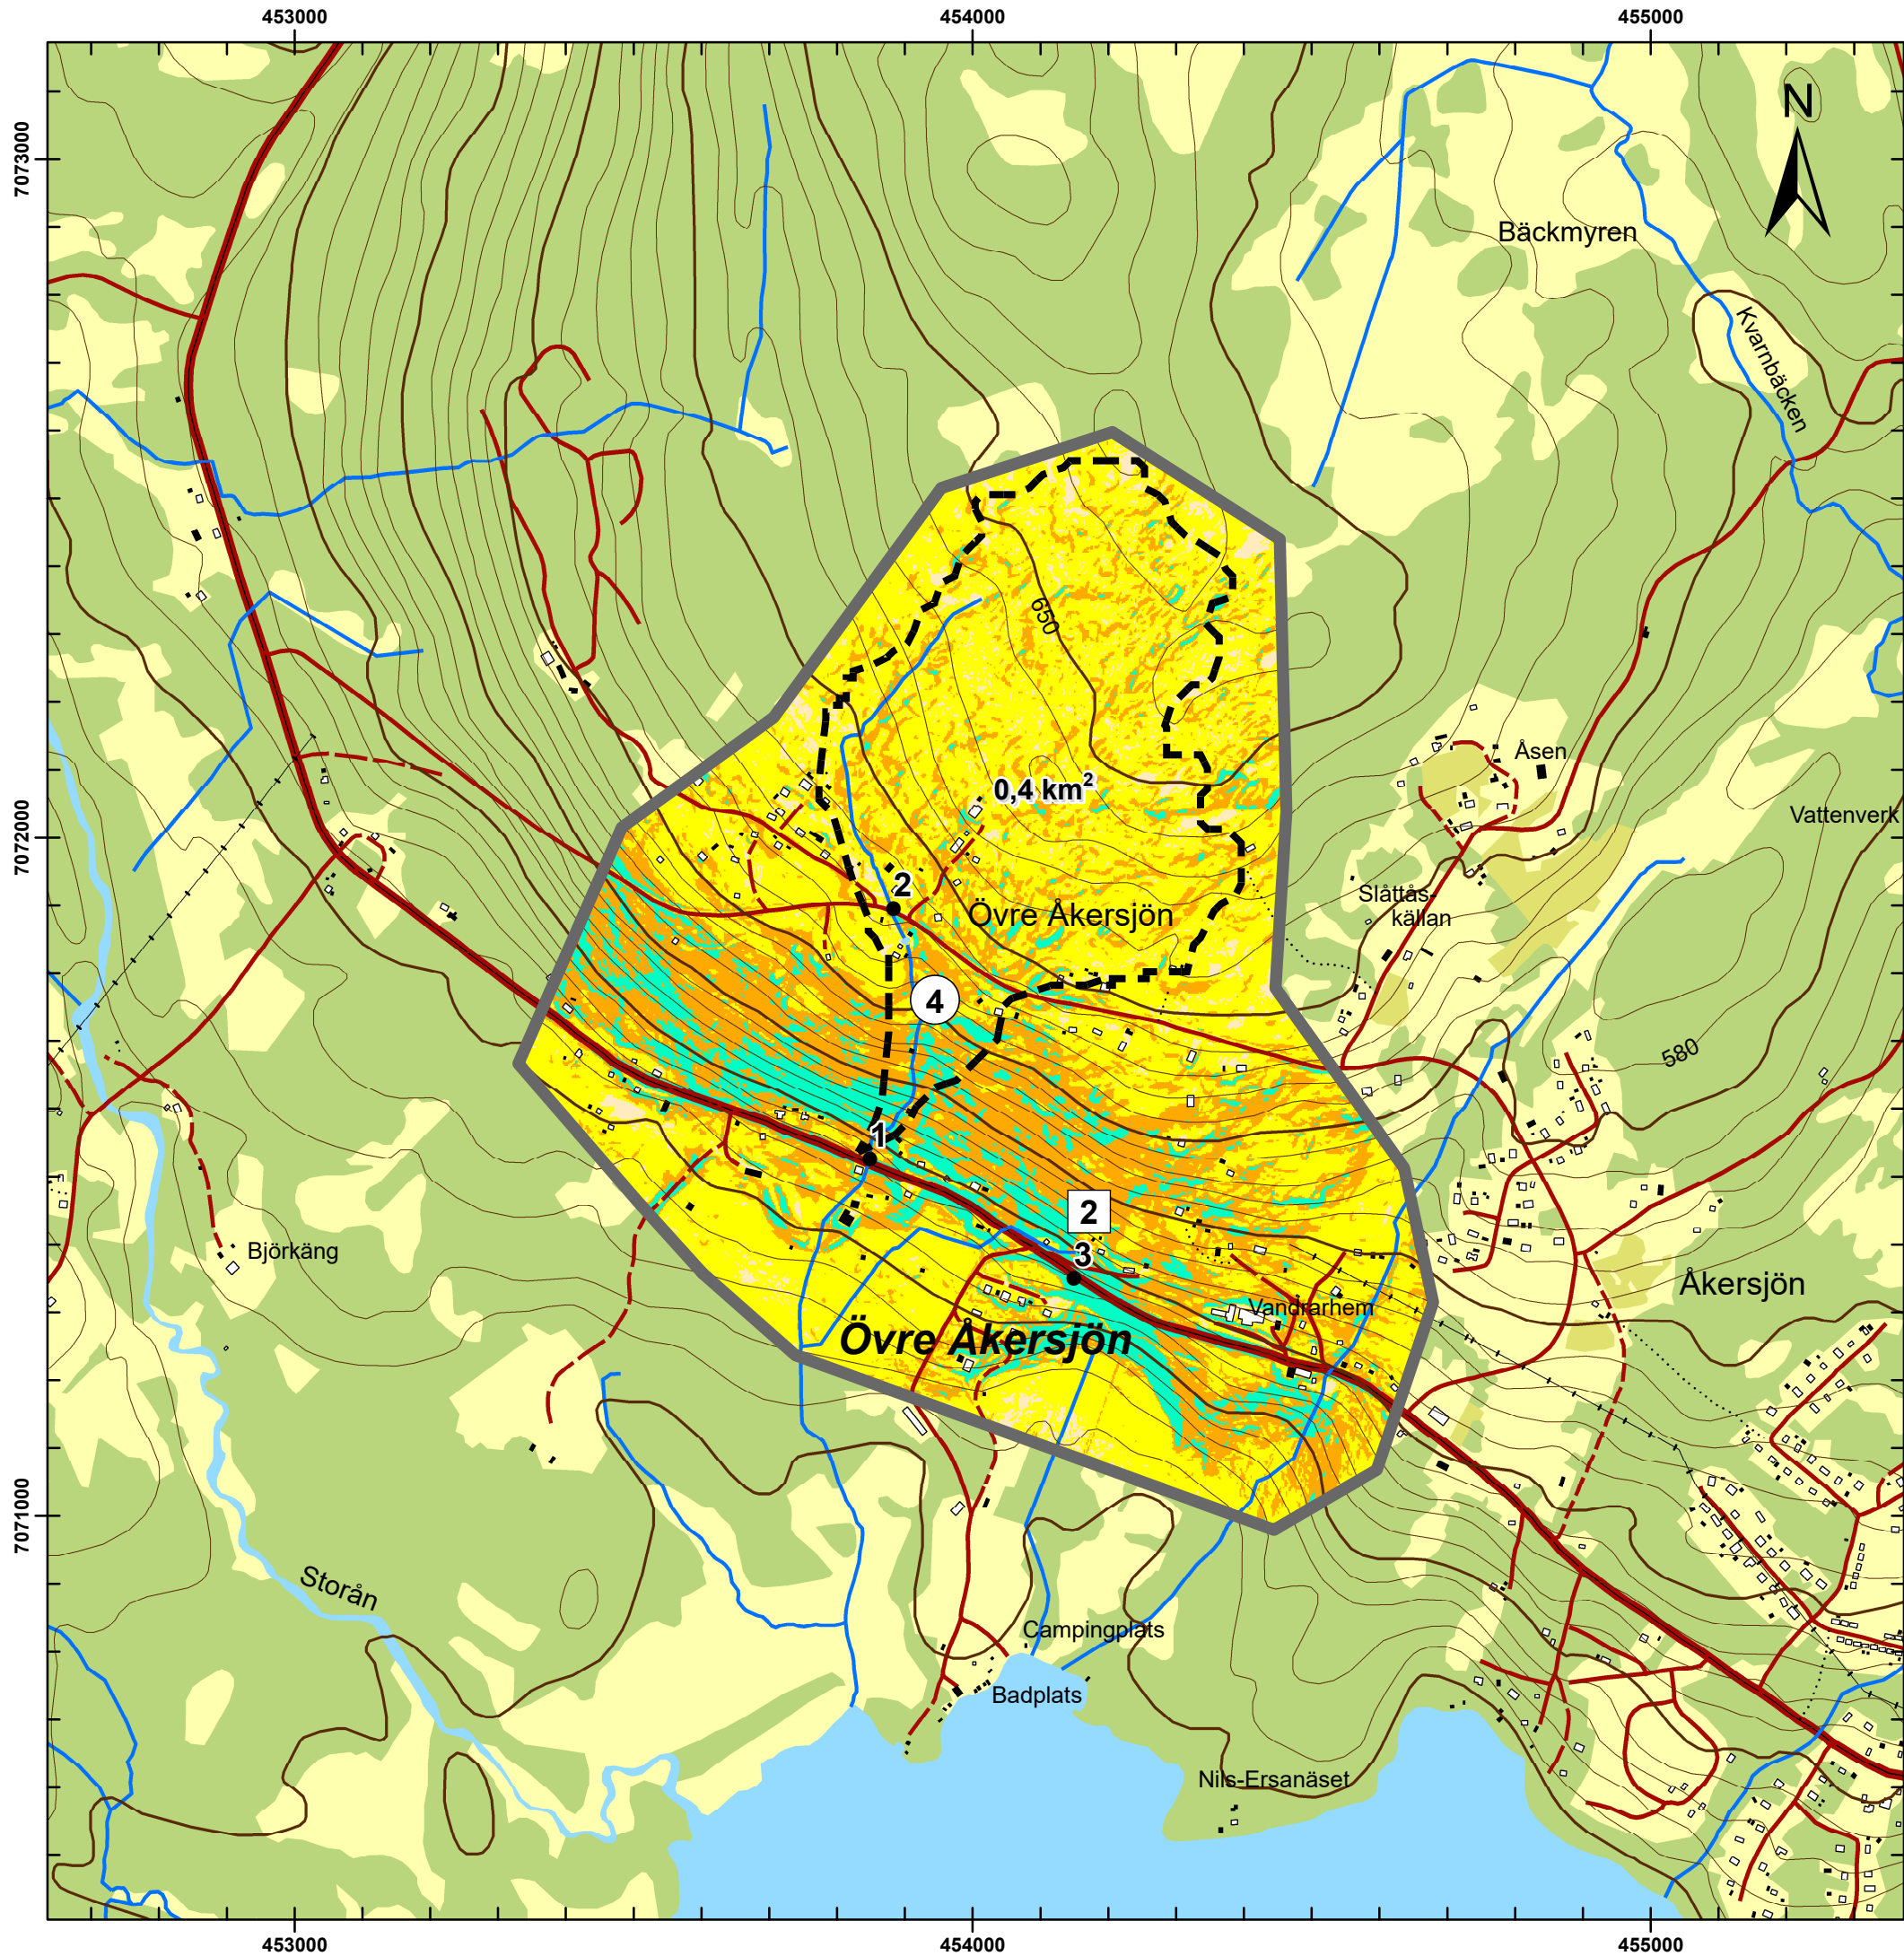 453000
454000
455000
7073000
N
Bäckmyren
Kvarnbäcken
650
Åsen
0,4 km²
Vattenverk
7072000
2
Slåttås-
källan
Övre Åkersjön
4
580
1
2
3
Björkäng
Åkersjön
Vandrarhem
Övre Åkersjön
7071000
Storån
Campingplats
Badplats
Nils-Ersanäset
453000
454000
455000